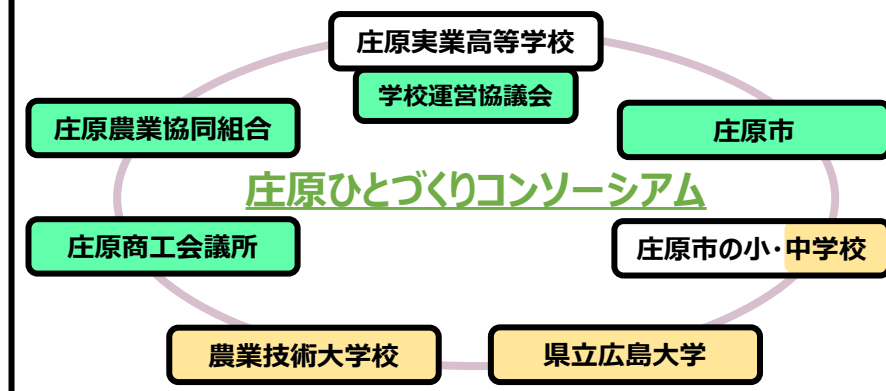 庄原実業高等学校
学校運営協議会
庄原農業協同組合
庄原市
庄原ひとづくりコンソーシアム
庄原商工会議所
庄原市の小・中学校
農業技術大学校
県立広島大学